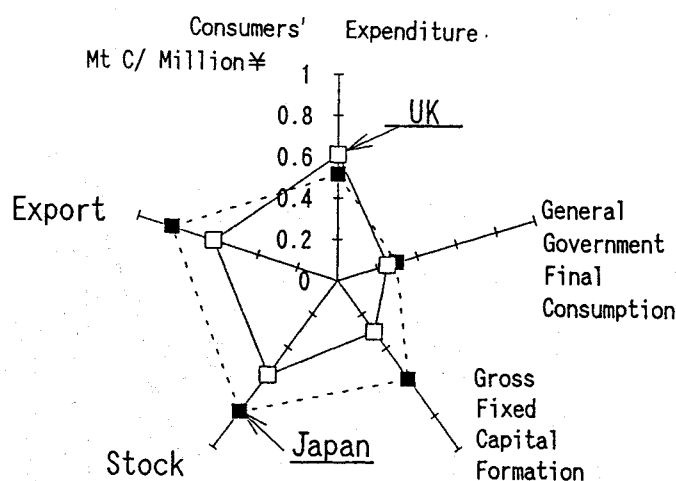 Consumers' Expenditure
Mt C/ Million¥
1
0.8
UK
0.6
0.4
0.2
0
Export
General
Government
Final
Consumption
Gross
Fixed
Capital
Formation
Japan
Stock